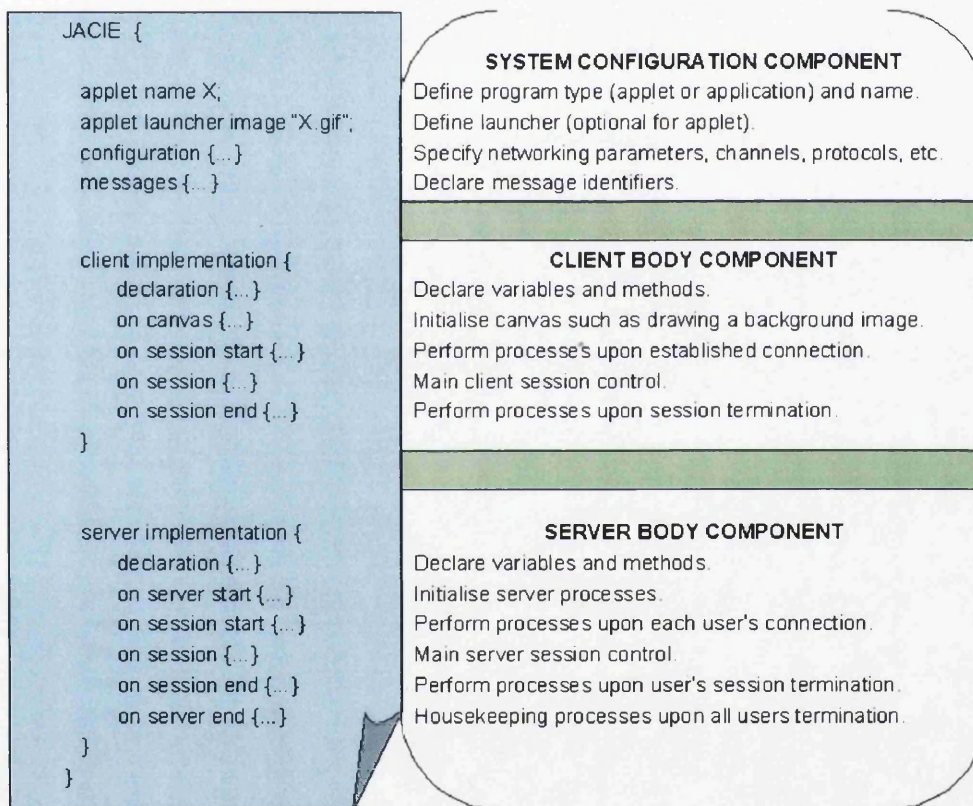 JACIE {
applet name X;
applet launcher image "X.gif";
configuration {...}
messages {...}
client implementation {
declaration {...}
on canvas {...}
on session start {...}
on session {...}
on session end {...}
}
server implementation {
declaration {...}
on server start {...}
on session start {...}
on session {...}
on session end {...}
on server end {...}
}
}
SYSTEM CONFIGURATION COMPONENT
Define program type (applet or application) and name.
Define launcher (optional for applet).
Specify networking parameters, channels, protocols, etc.
Declare message identifiers.
CLIENT BODY COMPONENT
Declare variables and methods.
Initialise canvas such as drawing a background image.
Perform processes upon established connection.
Main client session control.
Perform processes upon session termination.
SERVER BODY COMPONENT
Declare variables and methods.
Initialise server processes.
Perform processes upon each user's connection.
Main server session control.
Perform processes upon user's session termination.
Housekeeping processes upon all users termination.